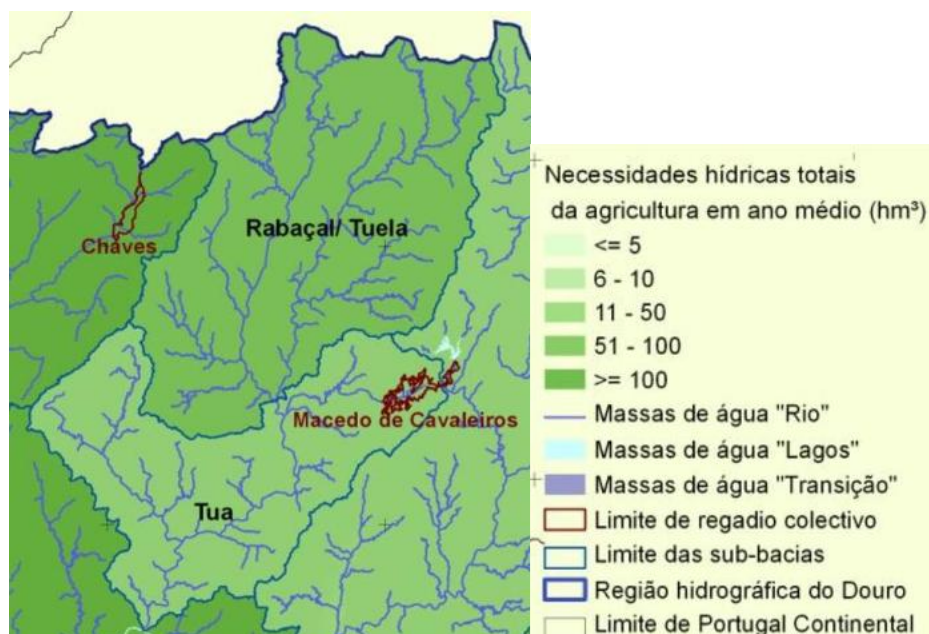 Rabaçal/ Tuela
Chaves
Macedo de Cavaleiros
Tua
Necessidades hídricas totais
da agricultura em ano médio (hm³)
<= 5
6 - 10
11 - 50
51 - 100
>= 100
Massas de água "Rio"
Massas de água "Lagos"
Massas de água "Transição"
Limite de regadio colectivo
Limite das sub-bacias
Região hidrográfica do Douro
Limite de Portugal Continental